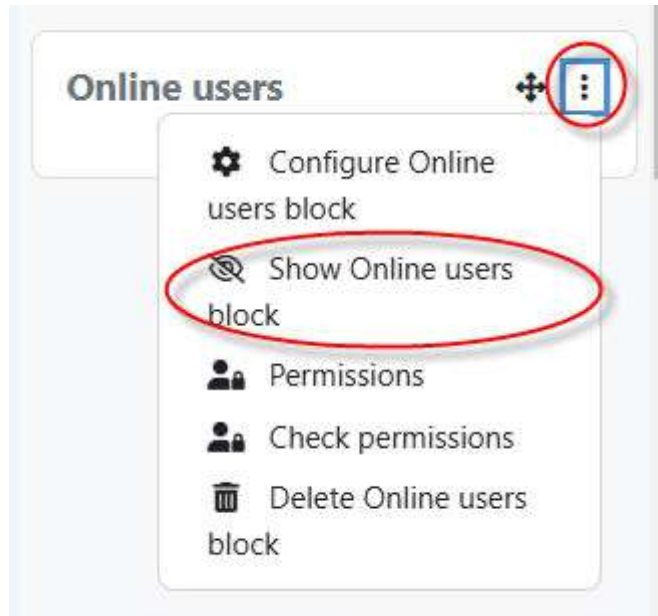 Online users
Configure Online
users block
Show Online users
block
Permissions
Check permissions
Delete Online users
block